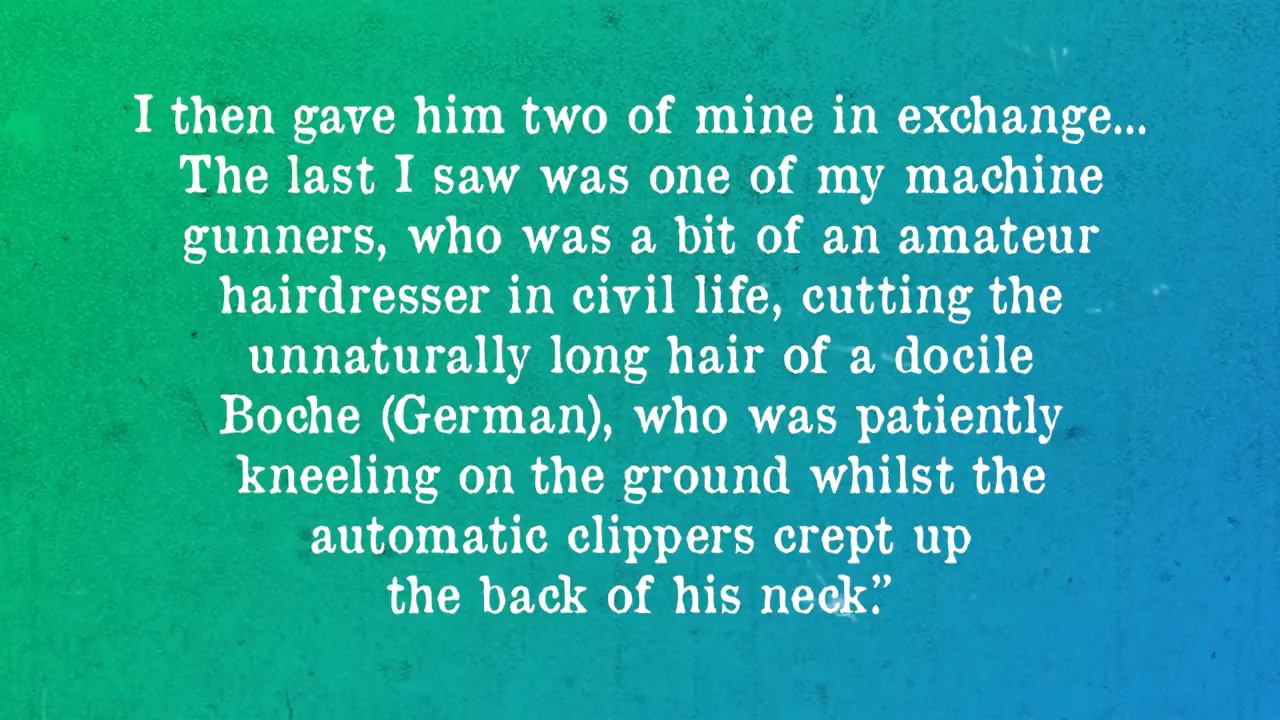 I then gave him two of mine in exchange...
The last I saw was one of my machine
gunners, who was a bit of an amateur
hairdresser in civil life, cutting the
unnaturally long hair of a docile
Boche (German), who was patiently
kneeling on the ground whilst the
automatic clippers crept up
the back of his neck.”